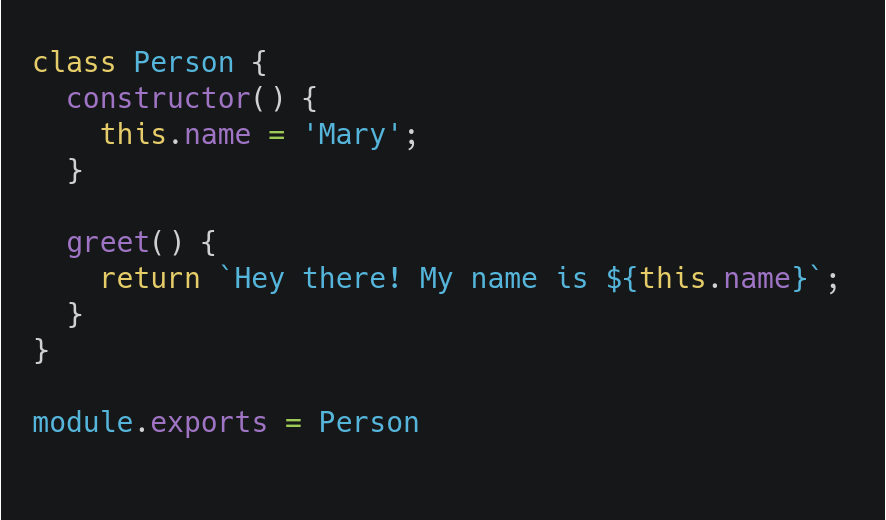 class Person {
  constructor() {
    this.name = 'Mary';
  }

  greet() {
    return `Hey there! My name is ${this.name}`;
  }
}

module.exports = Person